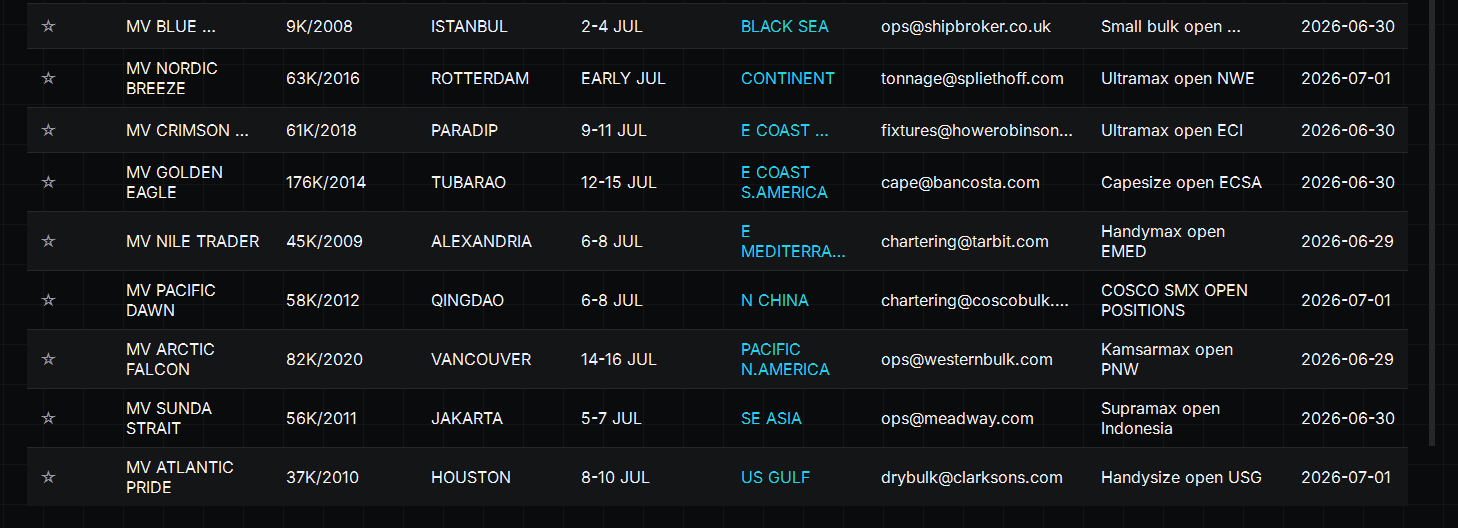 ☆ MV BLUE ... 9K/2008 ISTANBUL 2-4 JUL BLACK SEA ops@shipbroker.co.uk Small bulk open ... 2026-06-30
☆ MV NORDIC BREEZE 63K/2016 ROTTERDAM EARLY JUL CONTINENT tonnage@spliethoff.com Ultramax open NWE 2026-07-01
☆ MV CRIMSON ... 61K/2018 PARADIP 9-11 JUL E COAST ... fixtures@howerobinson... Ultramax open ECI 2026-06-30
☆ MV GOLDEN EAGLE 176K/2014 TUBARAO 12-15 JUL E COAST S.AMERICA cape@bancosta.com Capesize open ECSA 2026-06-30
☆ MV NILE TRADER 45K/2009 ALEXANDRIA 6-8 JUL E MEDITERRA... chartering@tarbit.com Handymax open EMED 2026-06-29
☆ MV PACIFIC DAWN 58K/2012 QINGDAO 6-8 JUL N CHINA chartering@coscobulk.... COSCO SMX OPEN POSITIONS 2026-07-01
☆ MV ARCTIC FALCON 82K/2020 VANCOUVER 14-16 JUL PACIFIC N.AMERICA ops@westernbulk.com Kamsarmax open PNW 2026-06-29
☆ MV SUNDA STRAIT 56K/2011 JAKARTA 5-7 JUL SE ASIA ops@meadway.com Supramax open Indonesia 2026-06-30
☆ MV ATLANTIC PRIDE 37K/2010 HOUSTON 8-10 JUL US GULF drybulk@clarksons.com Handysize open USG 2026-07-01